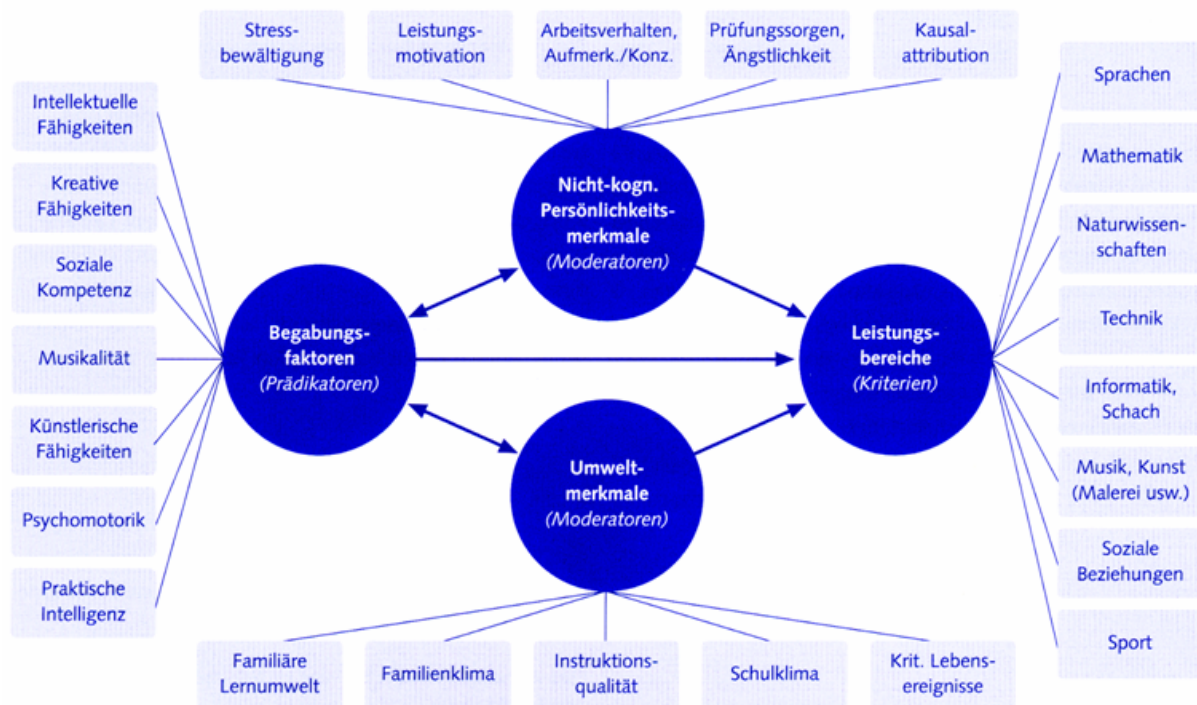 Stress-
bewältigung
Leistungs-
motivation
Arbeitsverhalten,
Aufmerk./Konz.
Prüfungssorgen,
Ängstlichkeit
Kausal-
attribution
Intellektuelle
Fähigkeiten
Kreative
Fähigkeiten
Soziale
Kompetenz
Musikalität
Künstlerische
Fähigkeiten
Psychomotorik
Praktische
Intelligenz
Nicht-kogn.
Persönlichkeits-
merkmale
(Moderatoren)
Begabungs-
faktoren
(Prädikatoren)
Leistungs-
bereiche
(Kriterien)
Umwelt-
merkmale
(Moderatoren)
Sprachen
Mathematik
Naturwissen-
schaften
Technik
Informatik,
Schach
Musik, Kunst
(Malerei usw.)
Soziale
Beziehungen
Sport
Familiäre
Lernumwelt
Familienklima
Instruktions-
qualität
Schulklima
Krit. Lebens-
ereignisse